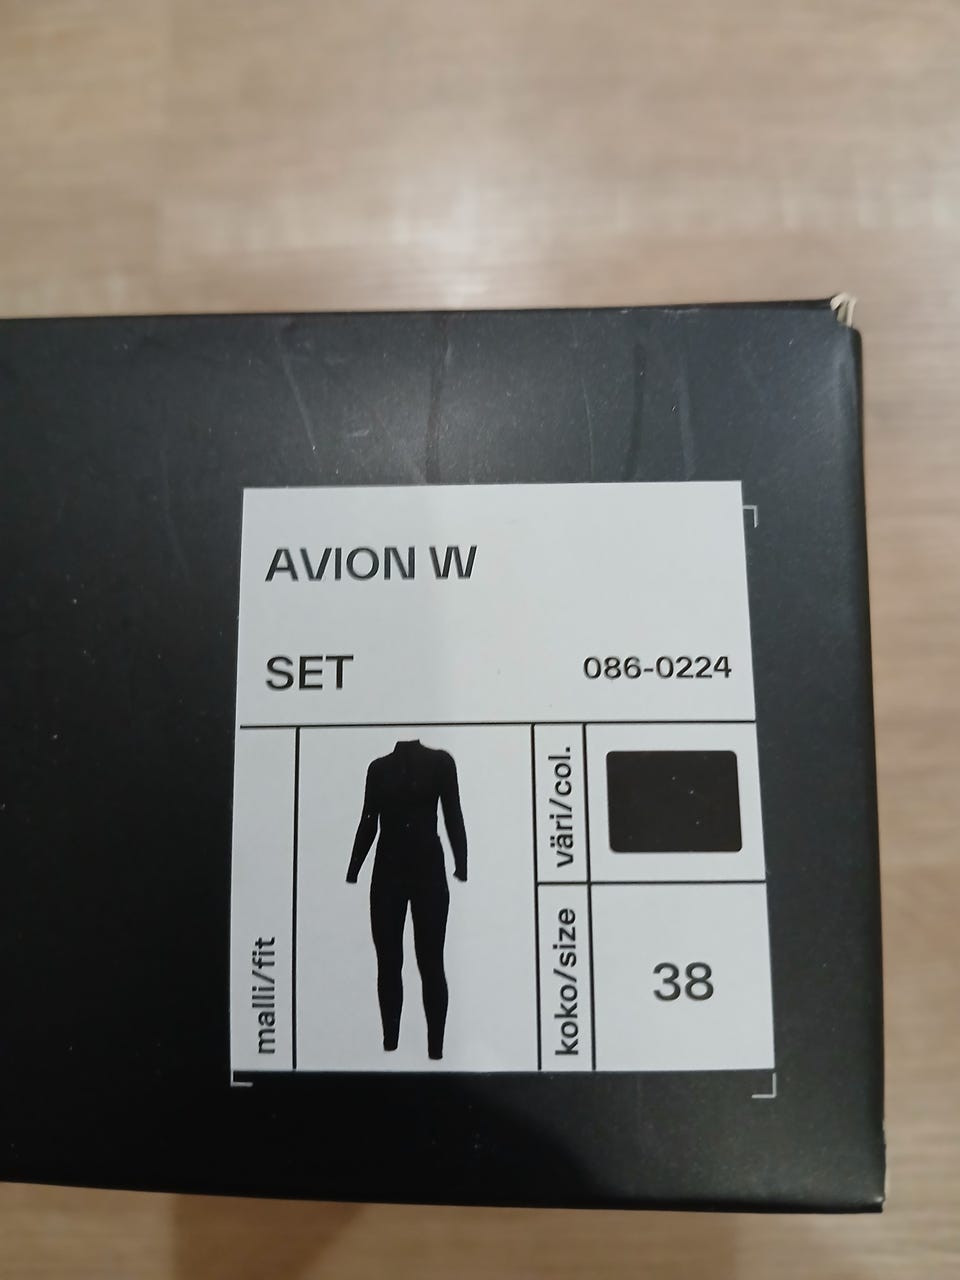 AVION W
SET
086-0224
malli/fit
väri/col.
koko/size
38